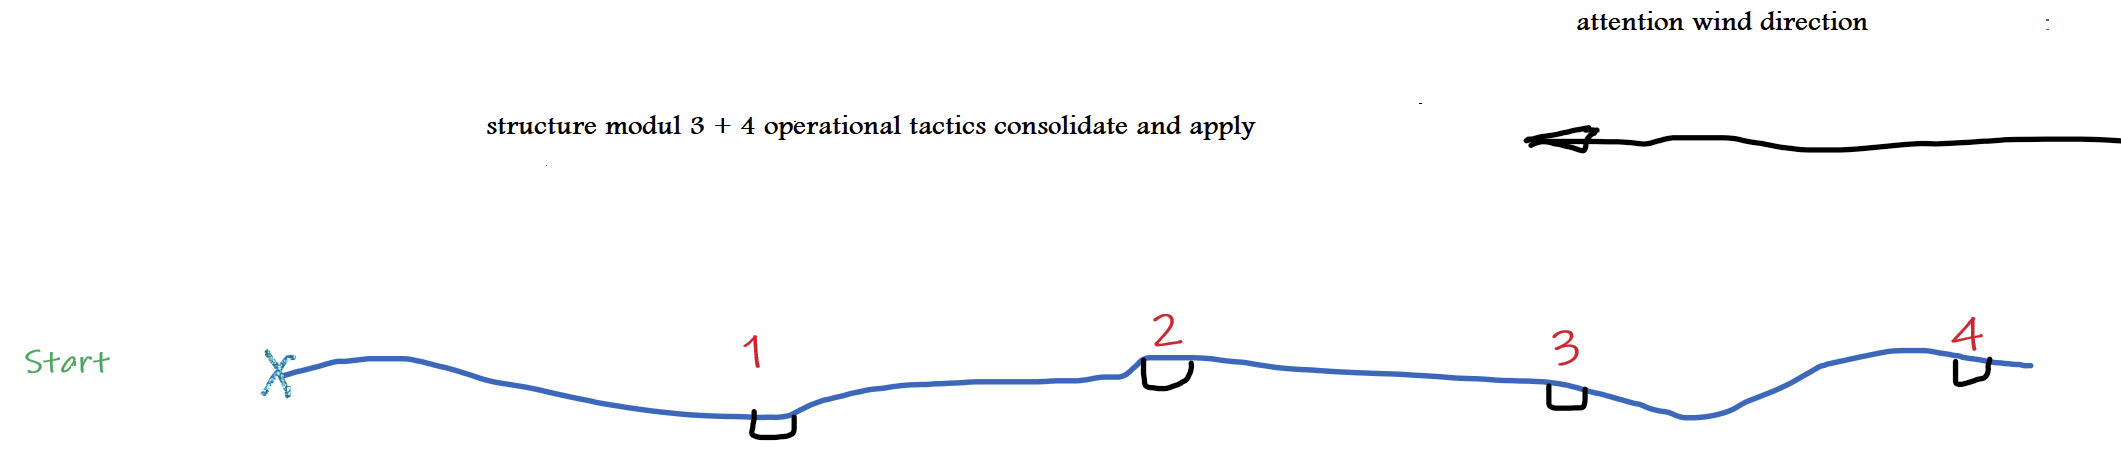 attention wind direction
structure modul 3 + 4 operational tactics consolidate and apply
Start
1
2
3
4